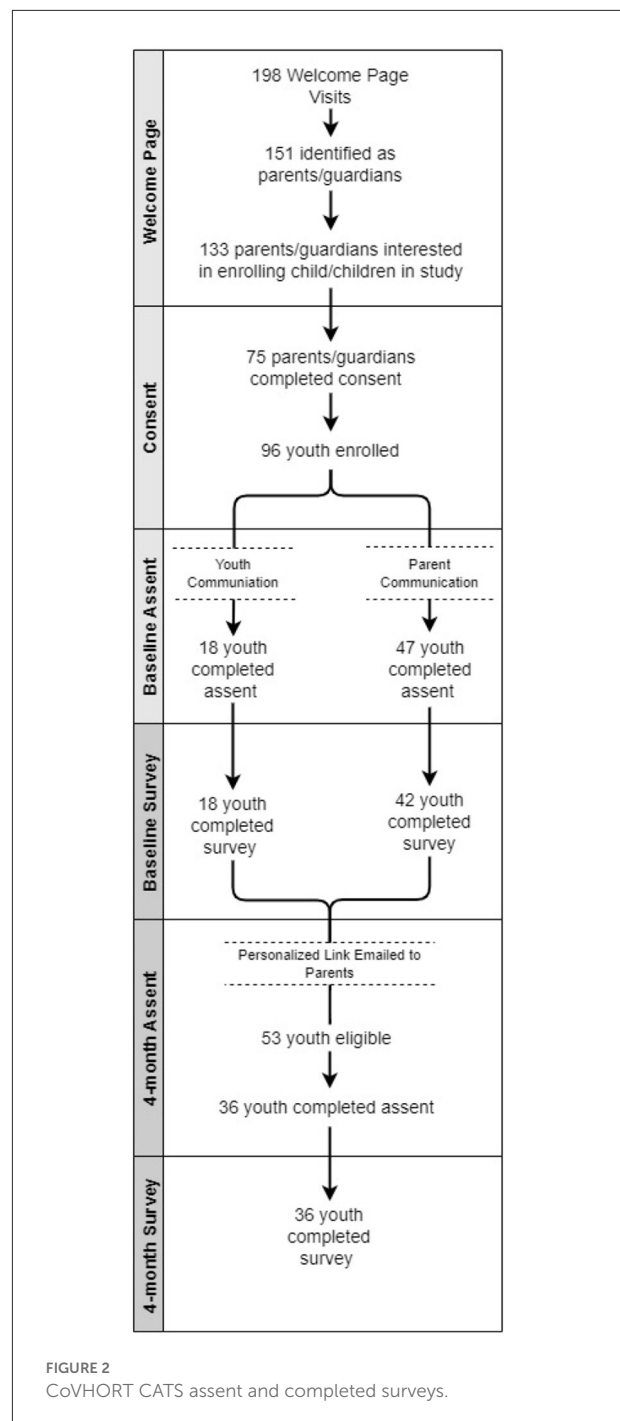 Welcome Page
198 Welcome Page
Visits
151 identified as
parents/guardians
133 parents/guardians interested
in enrolling child/children in study
Consent
75 parents/guardians
completed consent
96 youth enrolled
Baseline Assent
Youth
Communiation
Parent
Communication
18 youth
completed
assent
47 youth
completed
assent
Baseline Survey
18 youth
completed
survey
42 youth
completed
survey
4-month Assent
Personalized Link Emailed to
Parents
53 youth eligible
36 youth completed assent
4-month Survey
36 youth
completed
survey
FIGURE 2
CoVHORT CATS assent and completed surveys.